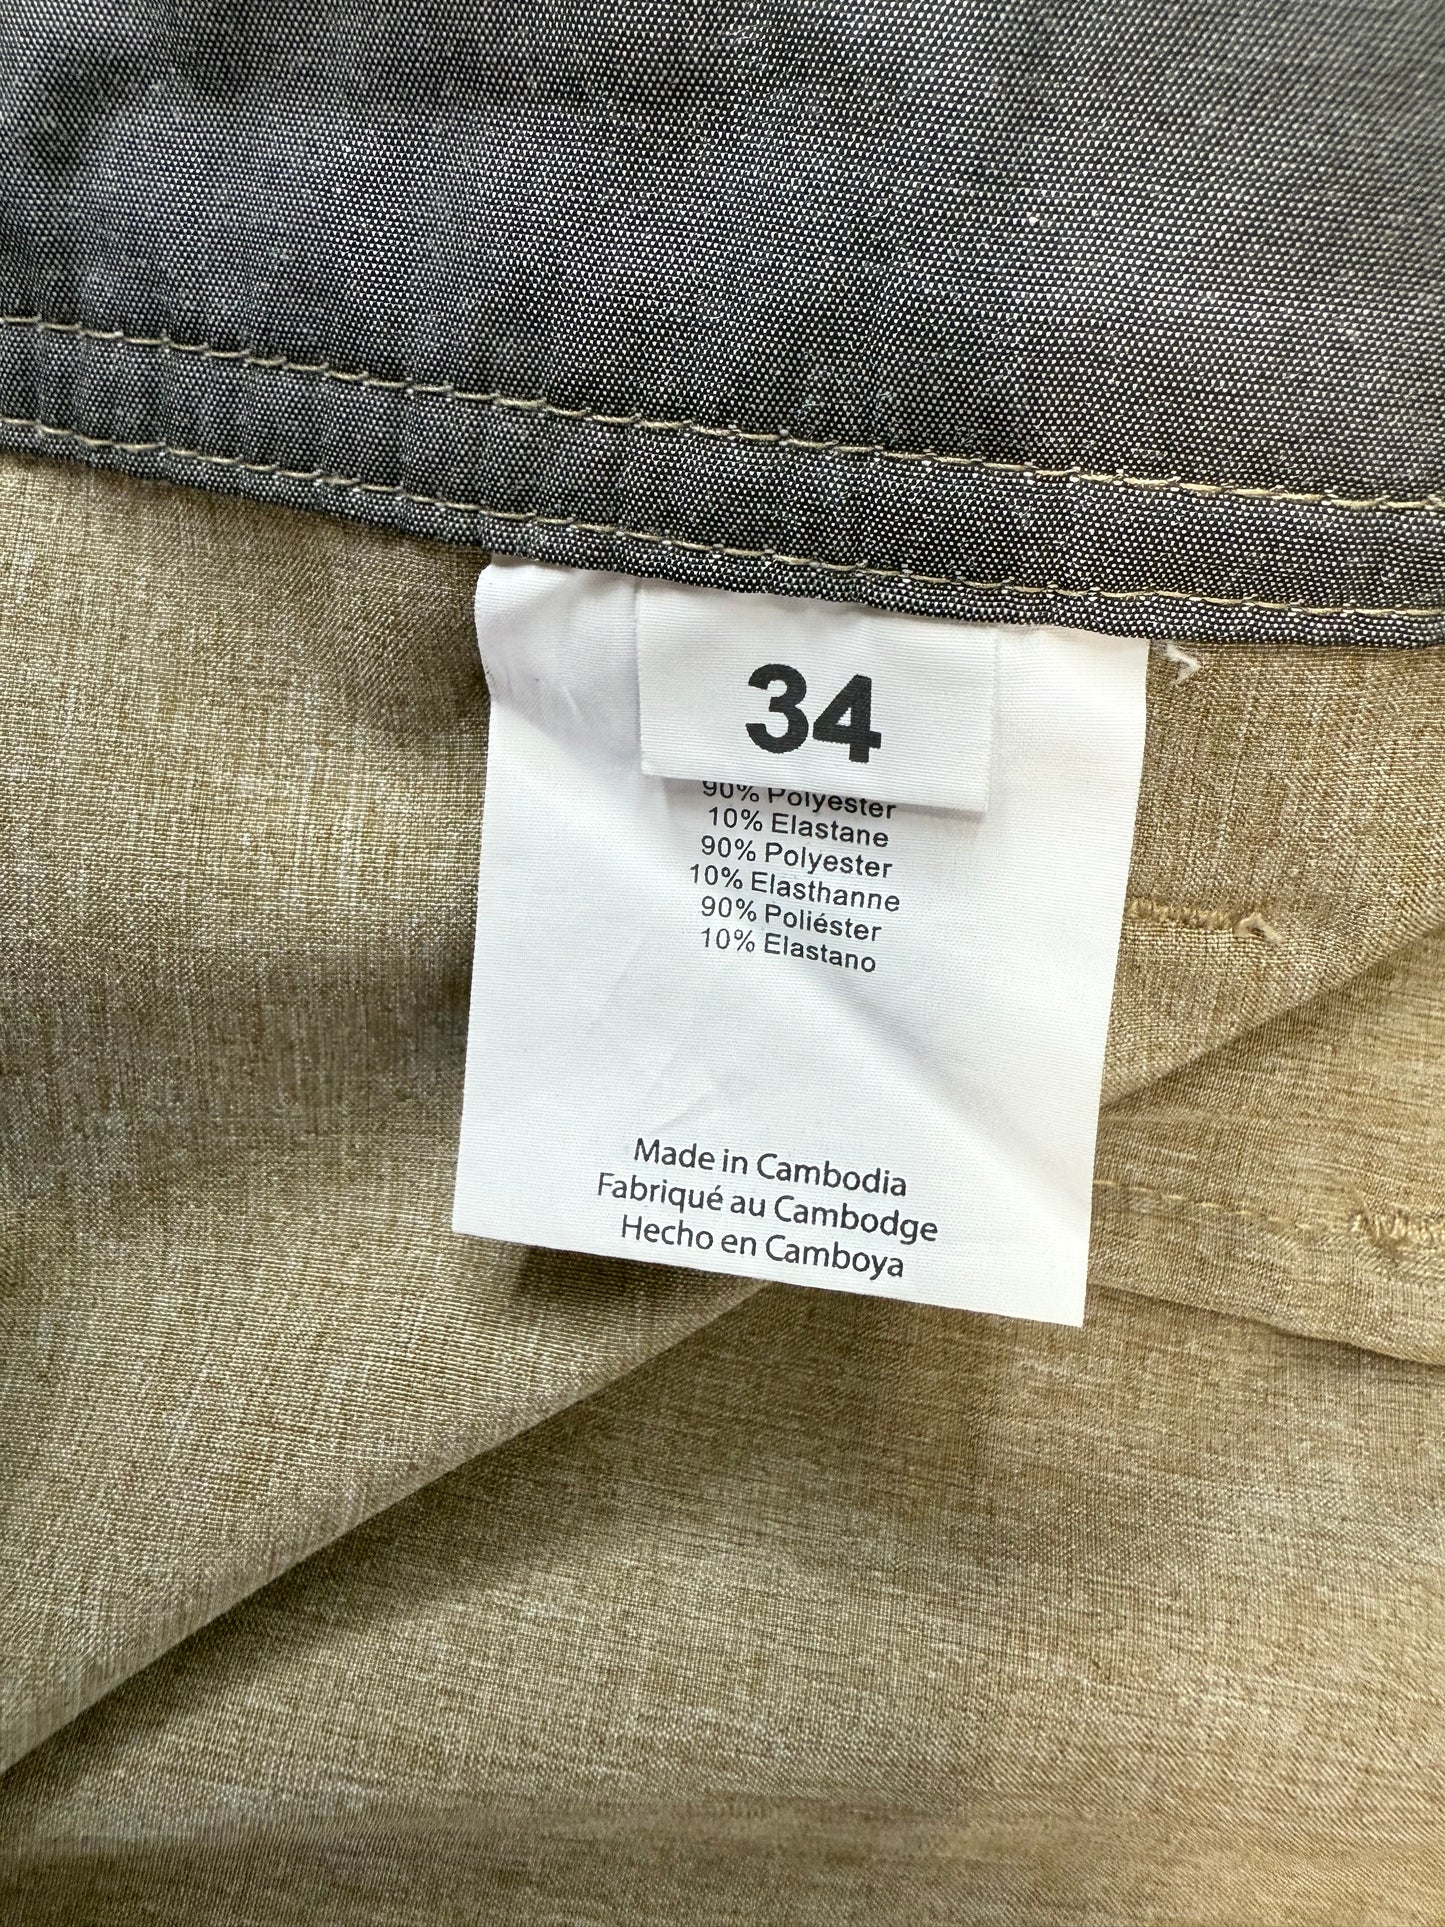 34
90% Polyester
10% Elastane
90% Polyester
10% Elasthanne
90% Poliéster
10% Elastano
Made in Cambodia
Fabriqué au Cambodge
Hecho en Camboya